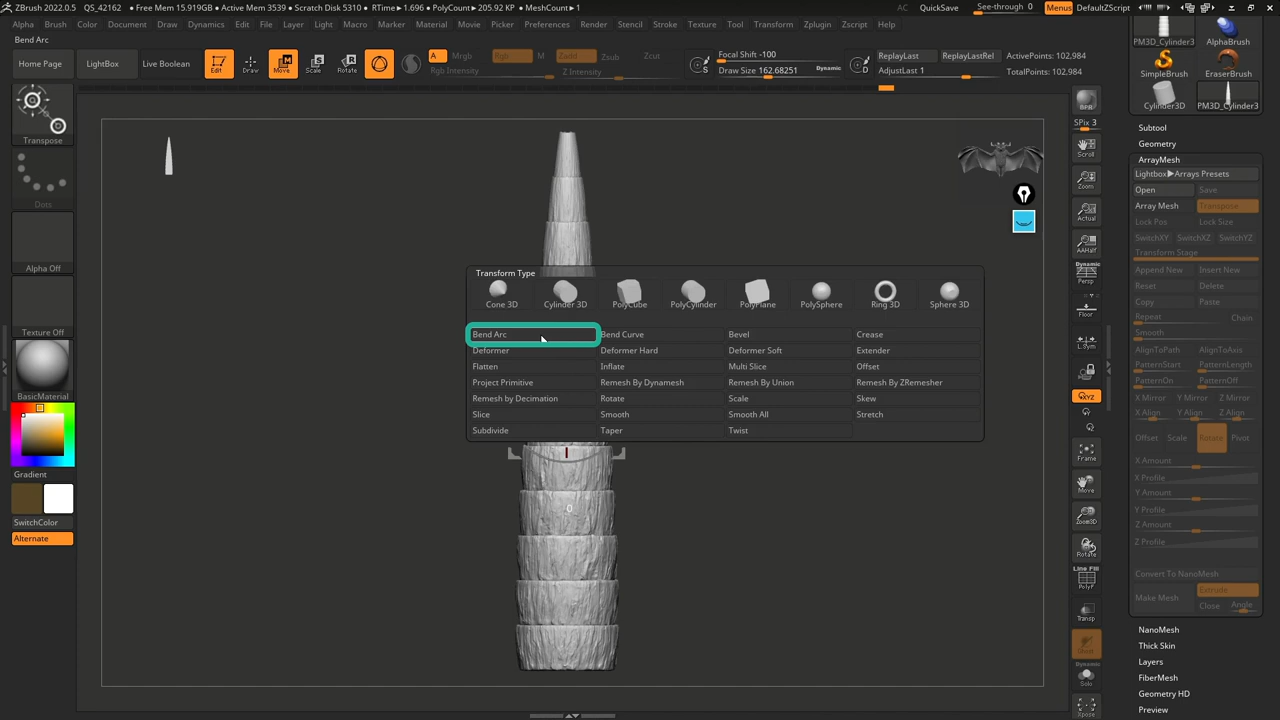 ZBrush 2022.0.5 QS_42162 • Free Mem 15.919GB • Active Mem 3539 • Scratch Disk 5310 • RTime►1.696 • PolyCount►205.92 KP • MeshCount►1
AC QuickSave See-through 0 Menus DefaultZScript
Alpha Brush Color Document Draw Dynamics Edit File Layer Light Macro Marker Material Movie Picker Preferences Render Stencil Stroke Texture Tool Transform Zplugin Zscript Help
Bend Arc
Home Page LightBox Live Boolean
Edit Draw Move Scale Rotate
A Mrgb Rgb M Zadd Zsub Zcut
Rgb Intensity Z Intensity
S
Focal Shift -100
Draw Size 162.68251 Dynamic
D
ReplayLast ReplayLastRel
AdjustLast 1
ActivePoints: 102,984
TotalPoints: 102,984
Transpose
Dots
Alpha Off
Texture Off
BasicMaterial
Gradient
SwitchColor
Alternate
Transform Type
Cone 3D Cylinder 3D PolyCube PolyCylinder PolyPlane PolySphere Ring 3D Sphere 3D
Bend Arc Bend Curve Bevel Crease
Deformer Deformer Hard Deformer Soft Extender
Flatten Inflate Multi Slice Offset
Project Primitive Remesh By Dynamesh Remesh By Union Remesh By ZRemesher
Remesh by Decimation Rotate Scale Skew
Slice Smooth Smooth All Stretch
Subdivide Taper Twist
0
BPR
SPix 3
Scroll
Zoom
Actual
AAHalf
Dynamic
Persp
Floor
L.Sym
XYZ
Frame
Move
Zoom3D
Rotate
Line Fill
PolyF
Transp
Ghost
Dynamic
Solo
Xpose
PM3D_Cylinder3 AlphaBrush
SimpleBrush EraserBrush
Cylinder3D PM3D_Cylinder3
Subtool
Geometry
ArrayMesh
Lightbox►Arrays Presets
Open Save
Array Mesh Transpose
Lock Pos Lock Size
SwitchXY SwitchXZ SwitchYZ
Transform Stage
Append New Insert New
Reset Delete
Copy Paste
Repeat Chain
Smooth
AlignToPath AlignToAxis
PatternStart PatternLength
PatternOn PatternOff
X Mirror Y Mirror Z Mirror
X Align Y Align Z Align
Offset Scale Rotate Pivot
X Amount
X Profile
Y Amount
Y Profile
Z Amount
Z Profile
Convert To NanoMesh
Make Mesh Extrude
Close Angle
NanoMesh
Thick Skin
Layers
FiberMesh
Geometry HD
Preview